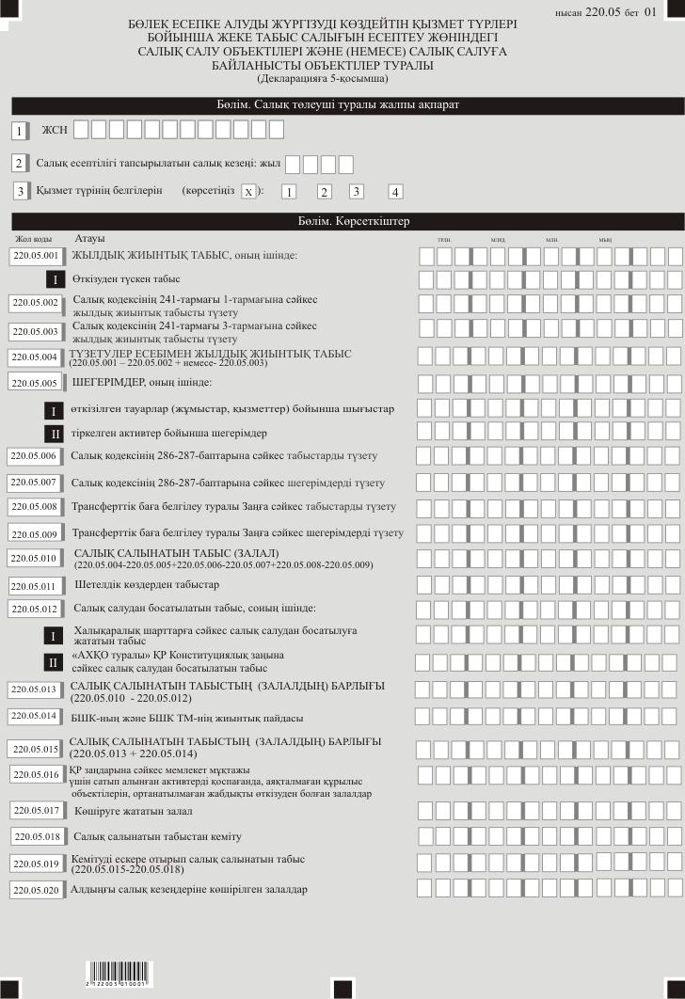 нысан 220.05 бет 01
БӨЛЕК ЕСЕПКЕ АЛУДЫ ЖҮРГІЗУДІ КӨЗДЕЙТІН ҚЫЗМЕТ ТҮРЛЕРІ
БОЙЫНША ЖЕКЕ ТАБЫС САЛЫҒЫН ЕСЕПТЕУ ЖӨНІНДЕГІ
САЛЫҚ САЛУ ОБЪЕКТІЛЕРІ ЖӘНЕ (НЕМЕСЕ) САЛЫҚ САЛУҒА
БАЙЛАНЫСТЫ ОБЪЕКТІЛЕР ТУРАЛЫ
(Декларацияға 5-қосымша)
Бөлім. Салық төлеуші туралы жалпы ақпарат
1 ЖСН
2 Салық есептілігі тапсырылатын салық кезеңі: жыл
3 Қызмет түрінің белгілерін (көрсетіңіз X ): 1 2 3 4
Бөлім. Көрсеткіштер
Жол коды Атауы трлн. млрд. млн. мың
220.05.001 ЖЫЛДЫҚ ЖИЫНТЫҚ ТАБЫС, оның ішінде:
I Өткізуден түскен табыс
220.05.002 Салық кодексінің 241-тармағы 1-тармағына сәйкес
жылдық жиынтық табысты түзету
220.05.003 Салық кодексінің 241-тармағы 3-тармағына сәйкес
жылдық жиынтық табысты түзету
220.05.004 ТҮЗЕТУЛЕР ЕСЕБІМЕН ЖЫЛДЫҚ ЖИЫНТЫҚ ТАБЫС
(220.05.001 – 220.05.002 + немесе- 220.05.003)
220.05.005 ШЕГЕРІМДЕР, оның ішінде:
I өткізілген тауарлар (жұмыстар, қызметтер) бойынша шығыстар
II тіркелген активтер бойынша шегерімдер
220.05.006 Салық кодексінің 286-287-баптарына сәйкес табыстарды түзету
220.05.007 Салық кодексінің 286-287-баптарына сәйкес шегерімдерді түзету
220.05.008 Трансферттік баға белгілеу туралы Заңға сәйкес табыстарды түзету
220.05.009 Трансферттік баға белгілеу туралы Заңға сәйкес шегерімдерді түзету
220.05.010 САЛЫҚ САЛЫНАТЫН ТАБЫС (ЗАЛАЛ)
(220.05.004-220.05.005+220.05.006-220.05.007+220.05.008-220.05.009)
220.05.011 Шетелдік көздерден табыстар
220.05.012 Салық салудан босатылатын табыс, соның ішінде:
I Халықаралық шарттарға сәйкес салық салудан босатылуға
жататын табыс
II «АХҚО туралы» ҚР Конституциялық заңына
сәйкес салық салудан босатылатын табыс
220.05.013 САЛЫҚ САЛЫНАТЫН ТАБЫСТЫҢ (ЗАЛАЛДЫҢ) БАРЛЫҒЫ
(220.05.010 - 220.05.012)
220.05.014 БШК-ның және БШК ТМ-нің жиынтық пайдасы
220.05.015 САЛЫҚ САЛЫНАТЫН ТАБЫСТЫҢ (ЗАЛАЛДЫҢ) БАРЛЫҒЫ
(220.05.013 + 220.05.014)
220.05.016 ҚР заңдарына сәйкес мемлекет мұқтажы
үшін сатып алынған активтерді қоспағанда, аяқталмаған құрылыс
объектілерін, ортанатылмаған жабдықты өткізуден болған залалдар
220.05.017 Көшіруге жататын залал
220.05.018 Салық салынатын табыстан кеміту
220.05.019 Кемітуді ескере отырып салық салынатын табыс
(220.05.015-220.05.018)
220.05.020 Алдыңғы салық кезеңдеріне көшірілген залалдар
2 122005 010001